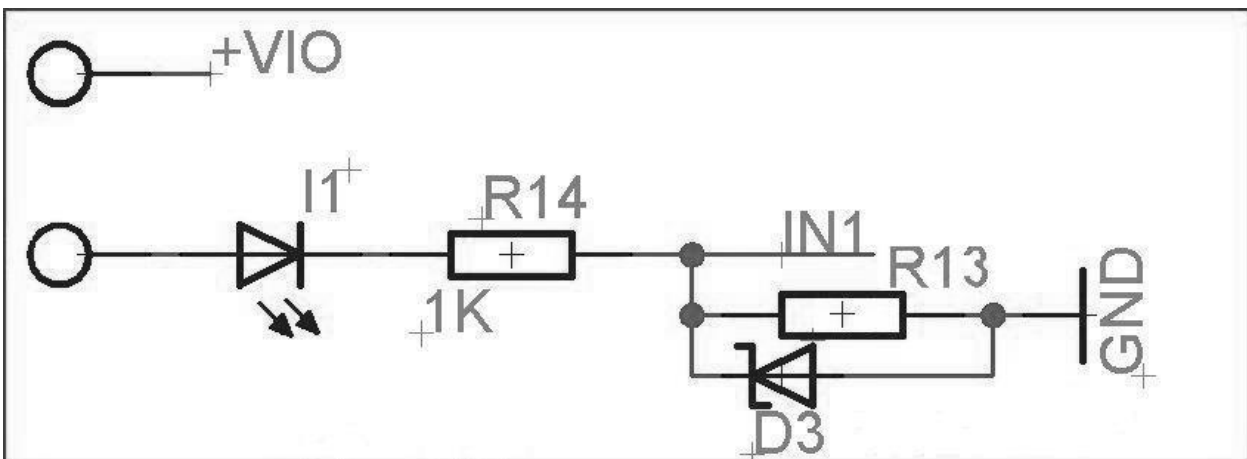 +VIO
I1
R14
1K
IN1
R13
D3
GND